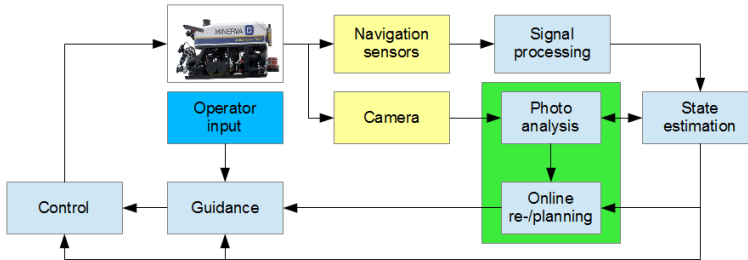 MINERVA
Navigation
sensors
Signal
processing
Operator
input
Camera
Photo
analysis
State
estimation
Control
Guidance
Online
re-/planning